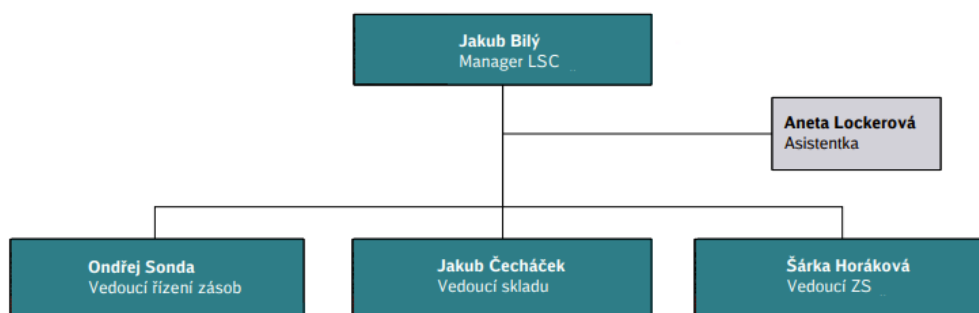 Jakub Bilý
Manager LSC
Aneta Lockerová
Asistentka
Ondřej Sonda
Vedoucí řízení zásob
Jakub Čecháček
Vedoucí skladu
Šárka Horáková
Vedoucí ZS